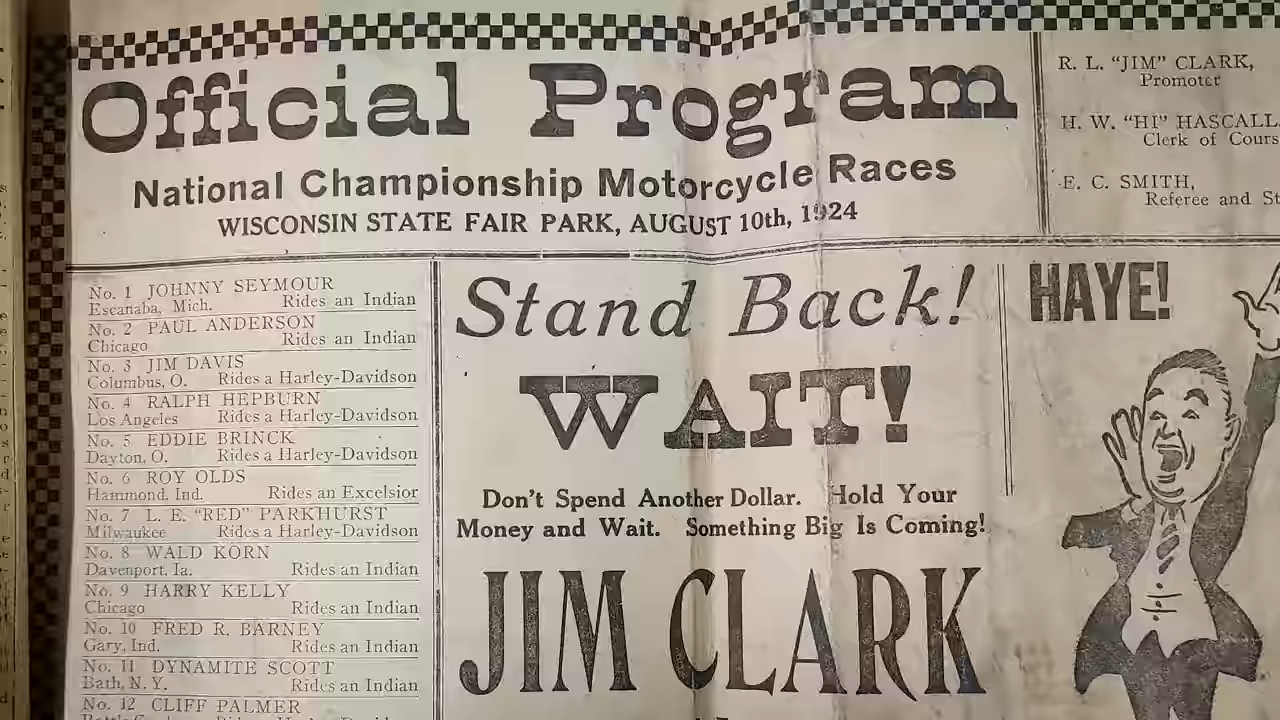 Official Program
National Championship Motorcycle Races
WISCONSIN STATE FAIR PARK, AUGUST 10th, 1924
R. L. "JIM" CLARK,
Promoter
H. W. "HI" HASCALL
Clerk of Cours
E. C. SMITH,
Referee and St
No. 1 JOHNNY SEYMOUR
Escanaba, Mich. Rides an Indian
No. 2 PAUL ANDERSON
Chicago Rides an Indian
No. 3 JIM DAVIS
Columbus, O. Rides a Harley-Davidson
No. 4 RALPH HEPBURN
Los Angeles Rides a Harley-Davidson
No. 5 EDDIE BRINCK
Dayton, O. Rides a Harley-Davidson
No. 6 ROY OLDS
Hammond, Ind. Rides an Excelsior
No. 7 L. E. "RED" PARKHURST
Milwaukee Rides a Harley-Davidson
No. 8 WALD KORN
Davenport, Ia. Rides an Indian
No. 9 HARRY KELLY
Chicago Rides an Indian
No. 10 FRED R. BARNEY
Gary, Ind. Rides an Indian
No. 11 DYNAMITE SCOTT
Bath, N. Y. Rides an Indian
No. 12 CLIFF PALMER
Stand Back!
WAIT!
Don't Spend Another Dollar. Hold Your
Money and Wait. Something Big Is Coming!
JIM CLARK
HAYE!